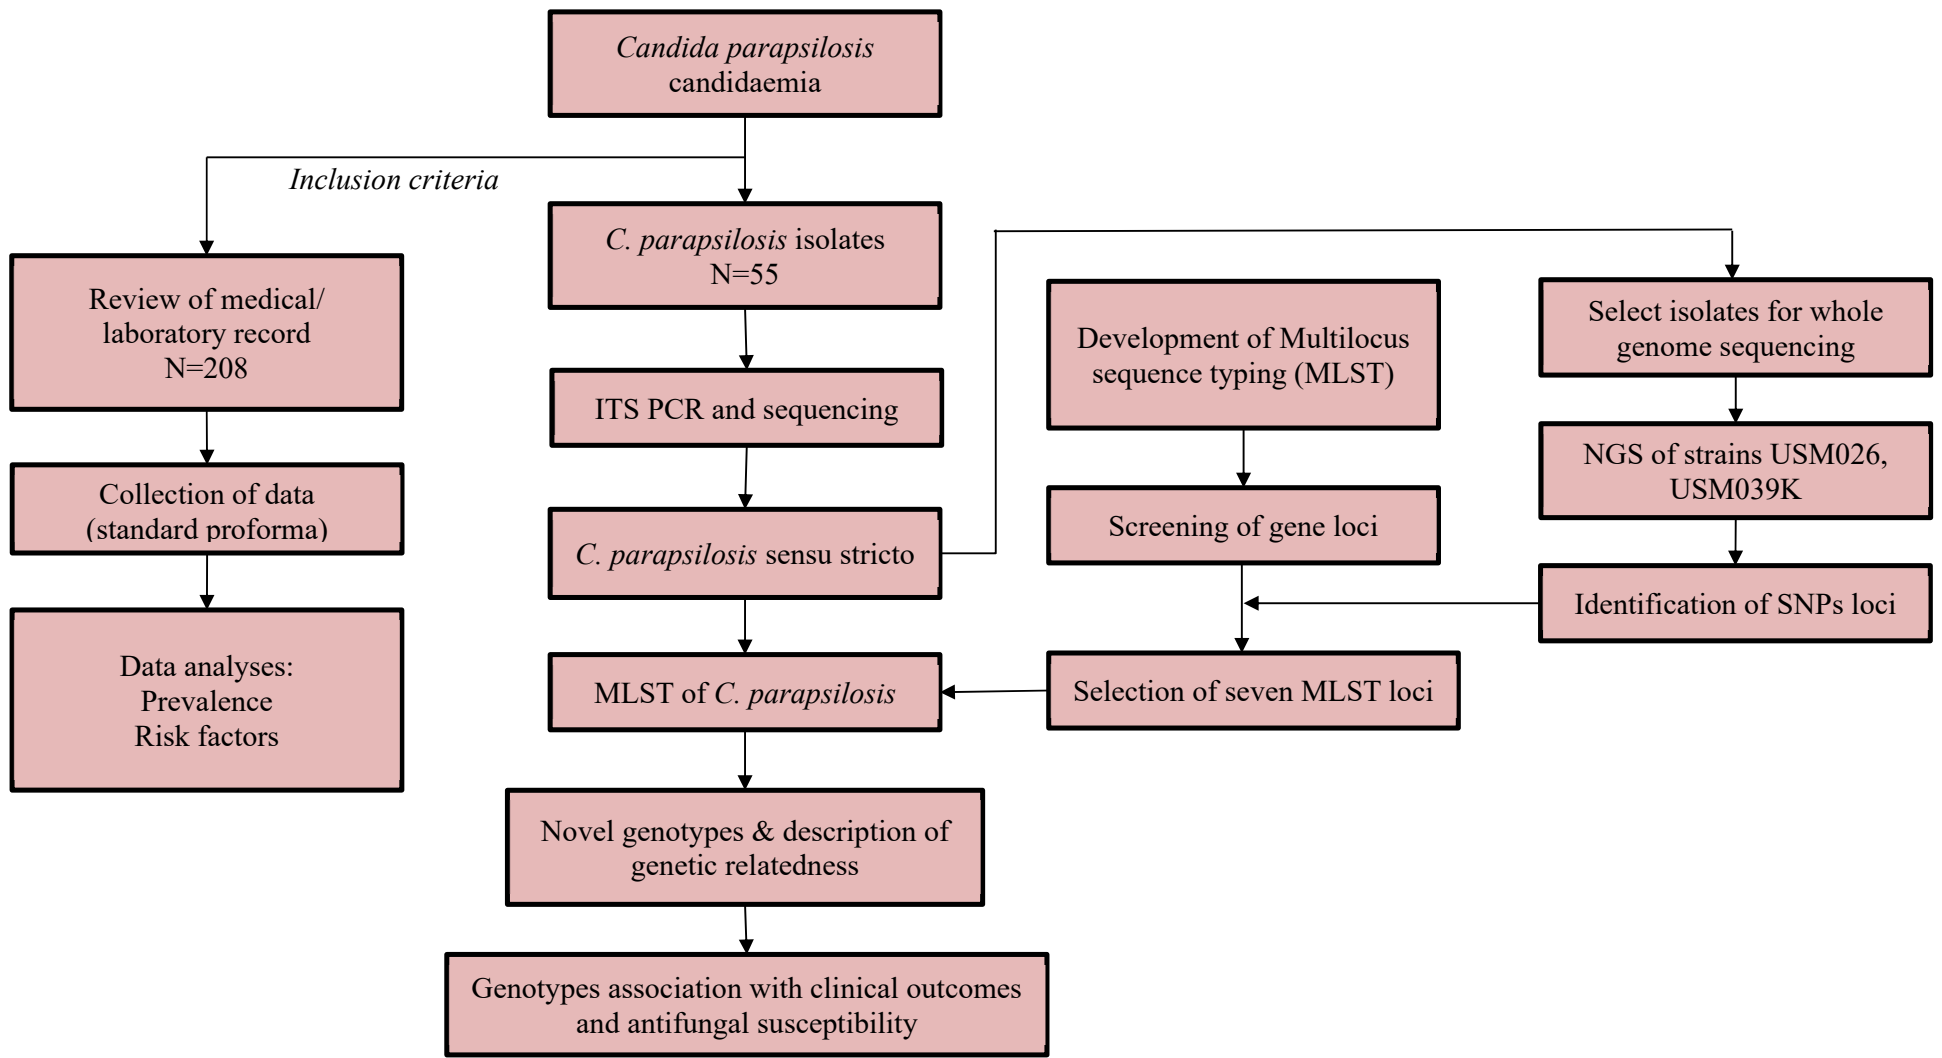 Candida parapsilosis
candidaemia
Inclusion criteria
Review of medical/
laboratory record
N=208
Collection of data
(standard proforma)
Data analyses:
Prevalence
Risk factors
C. parapsilosis isolates
N=55
ITS PCR and sequencing
C. parapsilosis sensu stricto
MLST of C. parapsilosis
Novel genotypes & description of
genetic relatedness
Genotypes association with clinical outcomes
and antifungal susceptibility
Development of Multilocus
sequence typing (MLST)
Screening of gene loci
Selection of seven MLST loci
Select isolates for whole
genome sequencing
NGS of strains USM026,
USM039K
Identification of SNPs loci